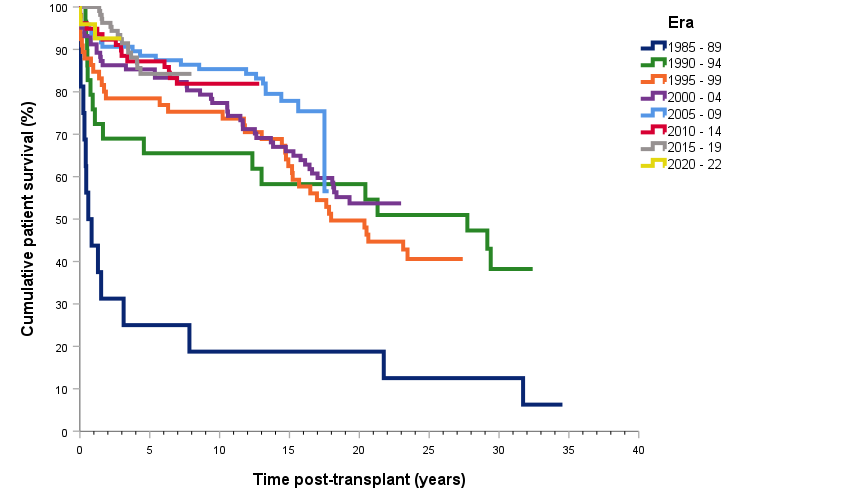 Era
1985 - 89
1990 - 94
1995 - 99
2000 - 04
2005 - 09
2010 - 14
2015 - 19
2020 - 22
Cumulative patient survival (%)
100
90
80
70
60
50
40
30
20
10
0
0 5 10 15 20 25 30 35 40
Time post-transplant (years)